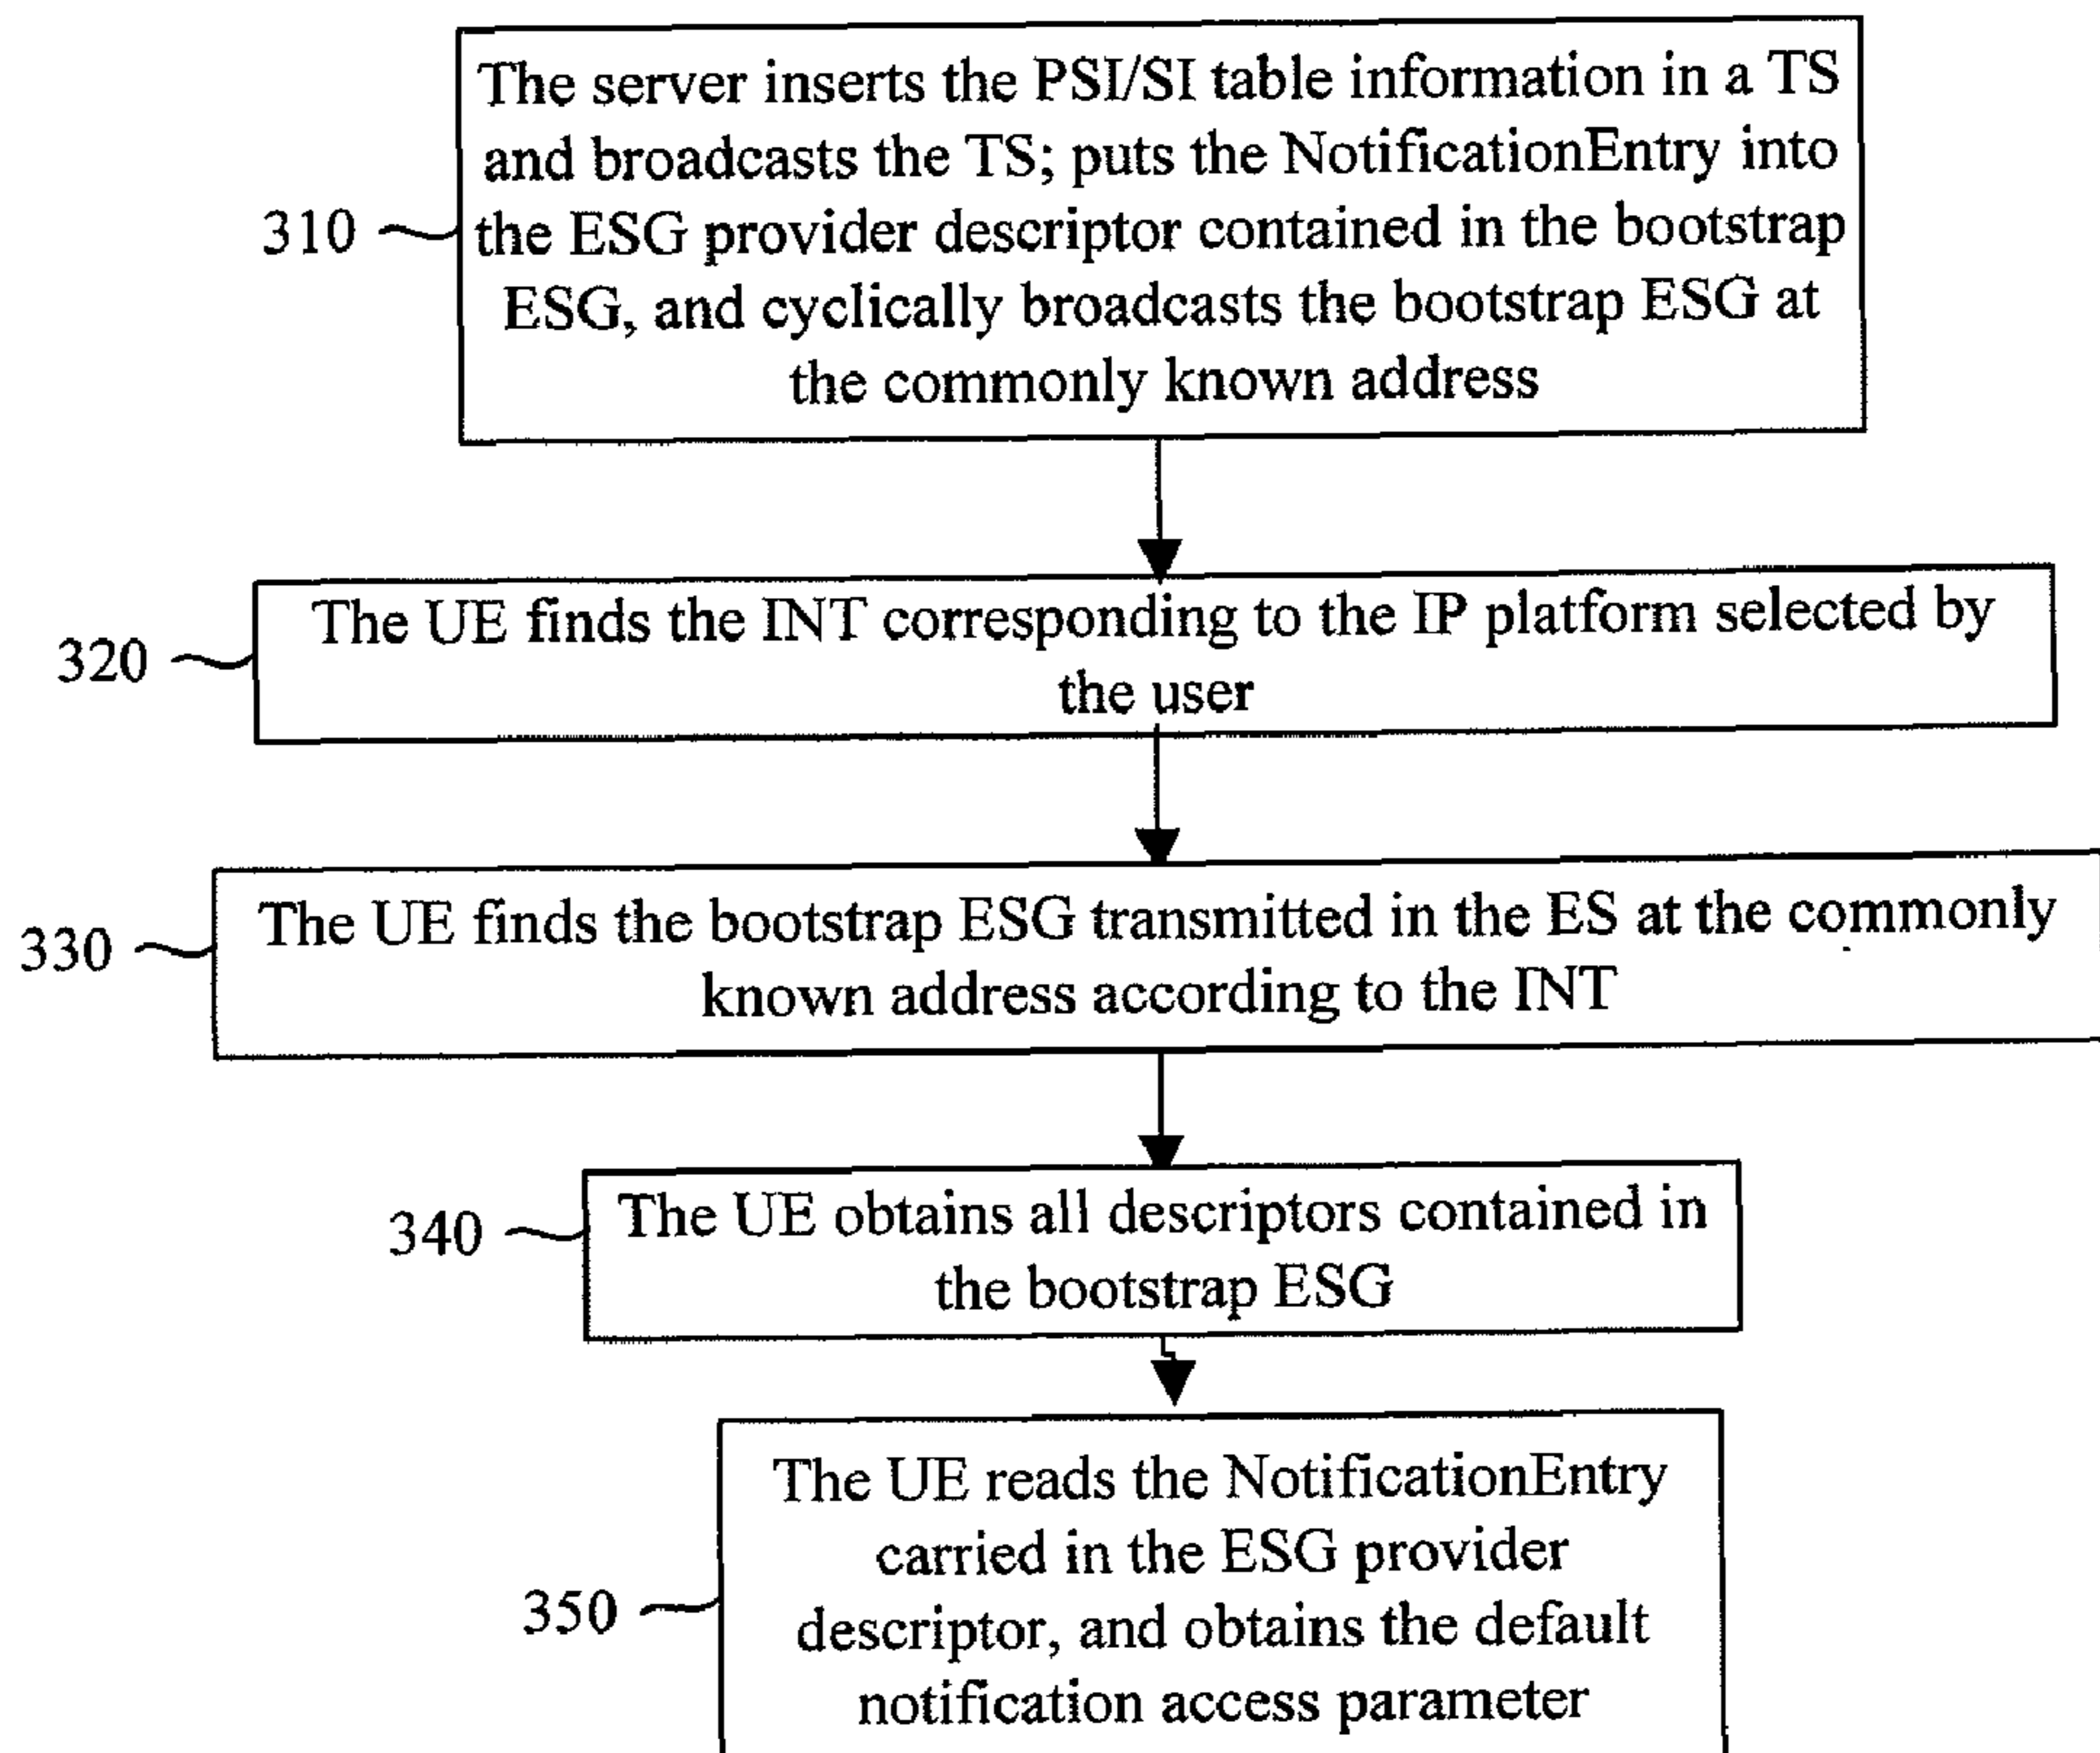 The server inserts the PSI/SI table information in a TS
and broadcasts the TS; puts the NotificationEntry into
310
the ESG provider descriptor contained in the bootstrap
ESG, and cyclically broadcasts the bootstrap ESG at
the commonly known address
The UE finds the INT corresponding to the IP platform selected by
320
the user
The UE finds the bootstrap ESG transmitted in the ES at the commonly
330
known address according to the INT
The UE obtains all descriptors contained in
340
the bootstrap ESG
The UE reads the NotificationEntry
carried in the ESG provider
350
descriptor, and obtains the default
notification access parameter